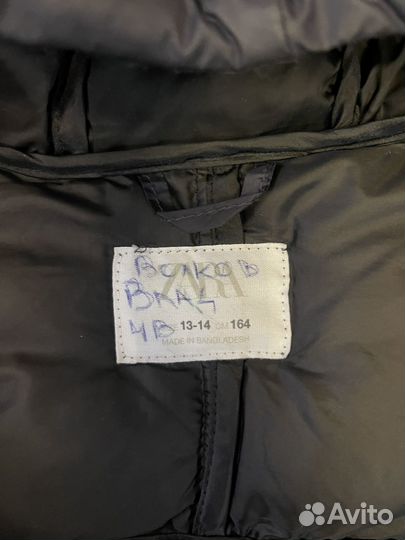 ZARA
Волков
Влад
4В 13-14 CM 164
MADE IN BANGLADESH
Avito